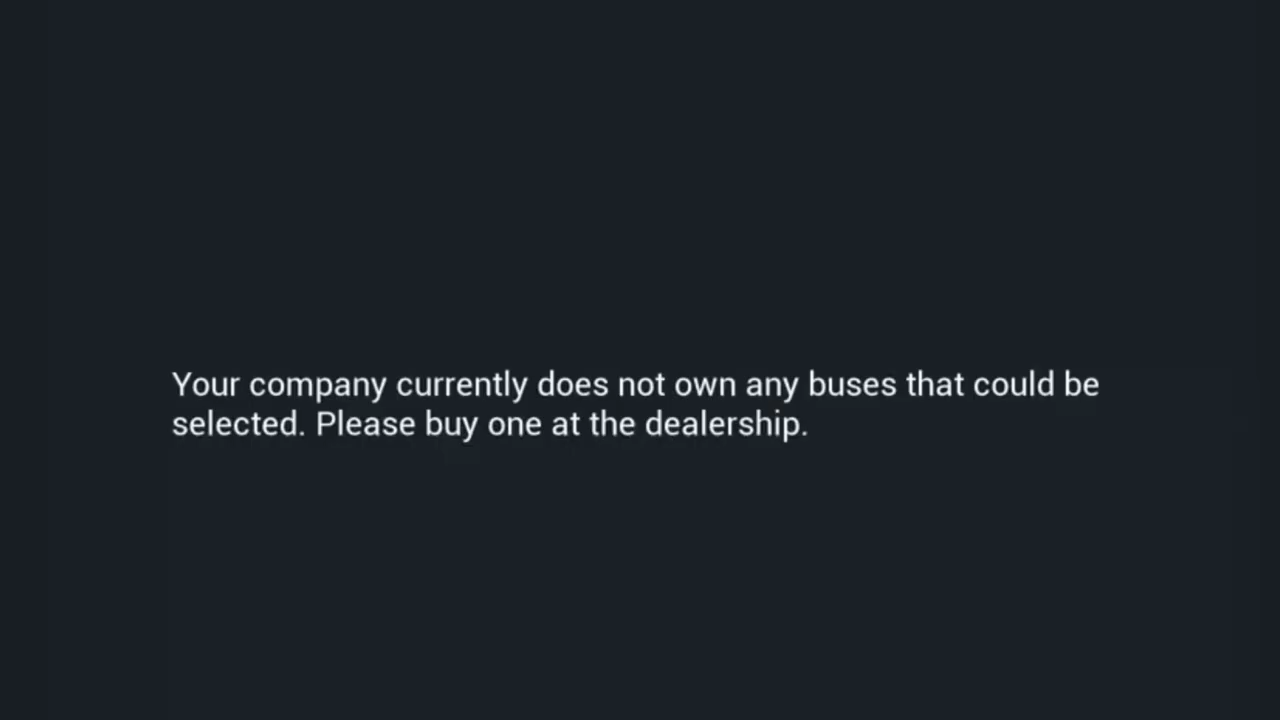 Your company currently does not own any buses that could be
selected. Please buy one at the dealership.